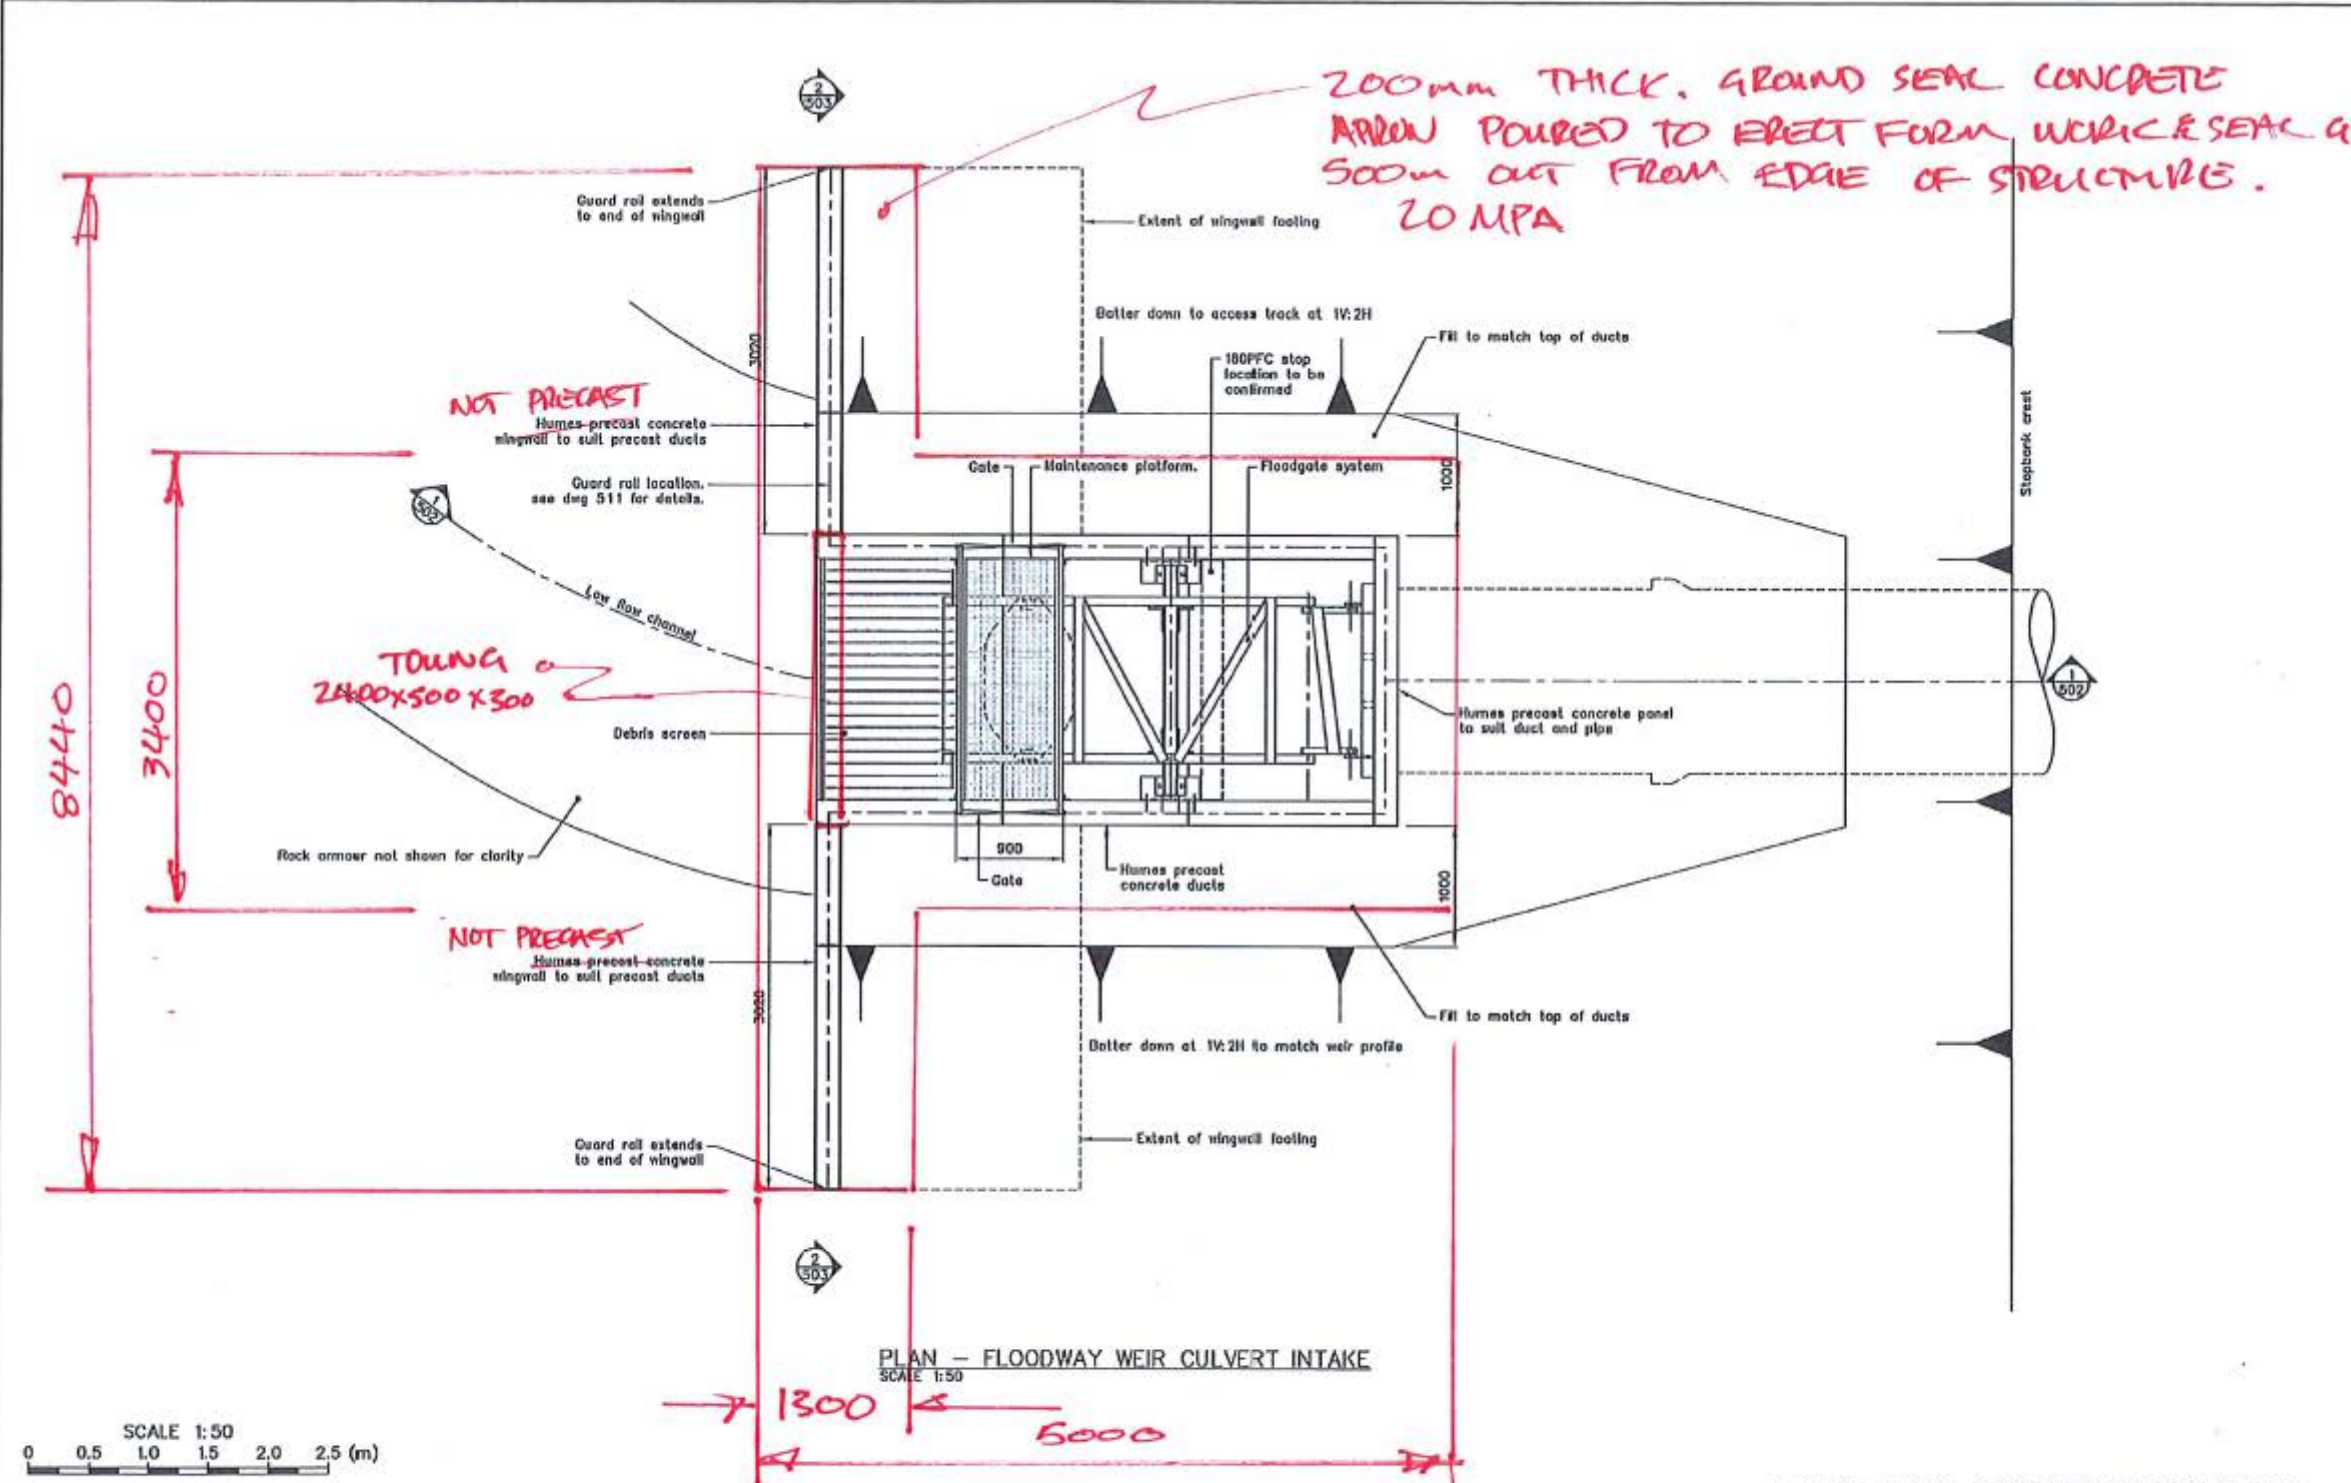 2
503
200mm THICK. GROUND SEAL CONCRETE
APRON POURED TO ERECT FORM WORK & SEAL G
500m OUT FROM EDGE OF STRUCTURE.
20 MPA
Guard rail extends
to end of wingwall
Extent of wingwall footing
Batter down to access track at 1V:2H
Fill to match top of ducts
180PFC stop
location to be
confirmed
3020
NOT PRECAST
Humes precast concrete
wingwall to suit precast ducts
Stopbank crest
Gate
Maintenance platform.
Floodgate system
1000
Guard rail location,
see dwg 511 for details.
Low flow channel
8440
3400
TOUNG
2400x500x300
1
502
Humes precast concrete panel
to suit duct and pipe
Debris screen
Rock armour not shown for clarity
900
Gate
Humes precast
concrete ducts
1000
NOT PRECAST
Humes precast concrete
wingwall to suit precast ducts
3020
Fill to match top of ducts
Batter down at 1V:2H to match weir profile
Guard rail extends
to end of wingwall
Extent of wingwall footing
2
503
PLAN – FLOODWAY WEIR CULVERT INTAKE
SCALE 1:50
1300
5000
SCALE 1:50
0 0.5 1.0 1.5 2.0 2.5 (m)